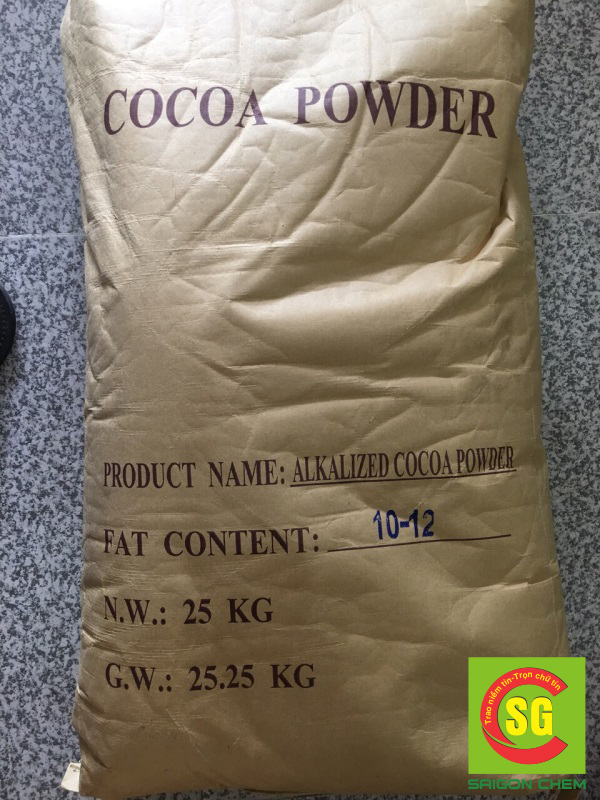 COCOA POWDER
PRODUCT NAME: ALKALIZED COCOA POWDER
FAT CONTENT: 10-12
N.W.: 25 KG
G.W.: 25.25 KG
Trao niềm tin-Trọn chữ tín
SG
SAIGON CHEM